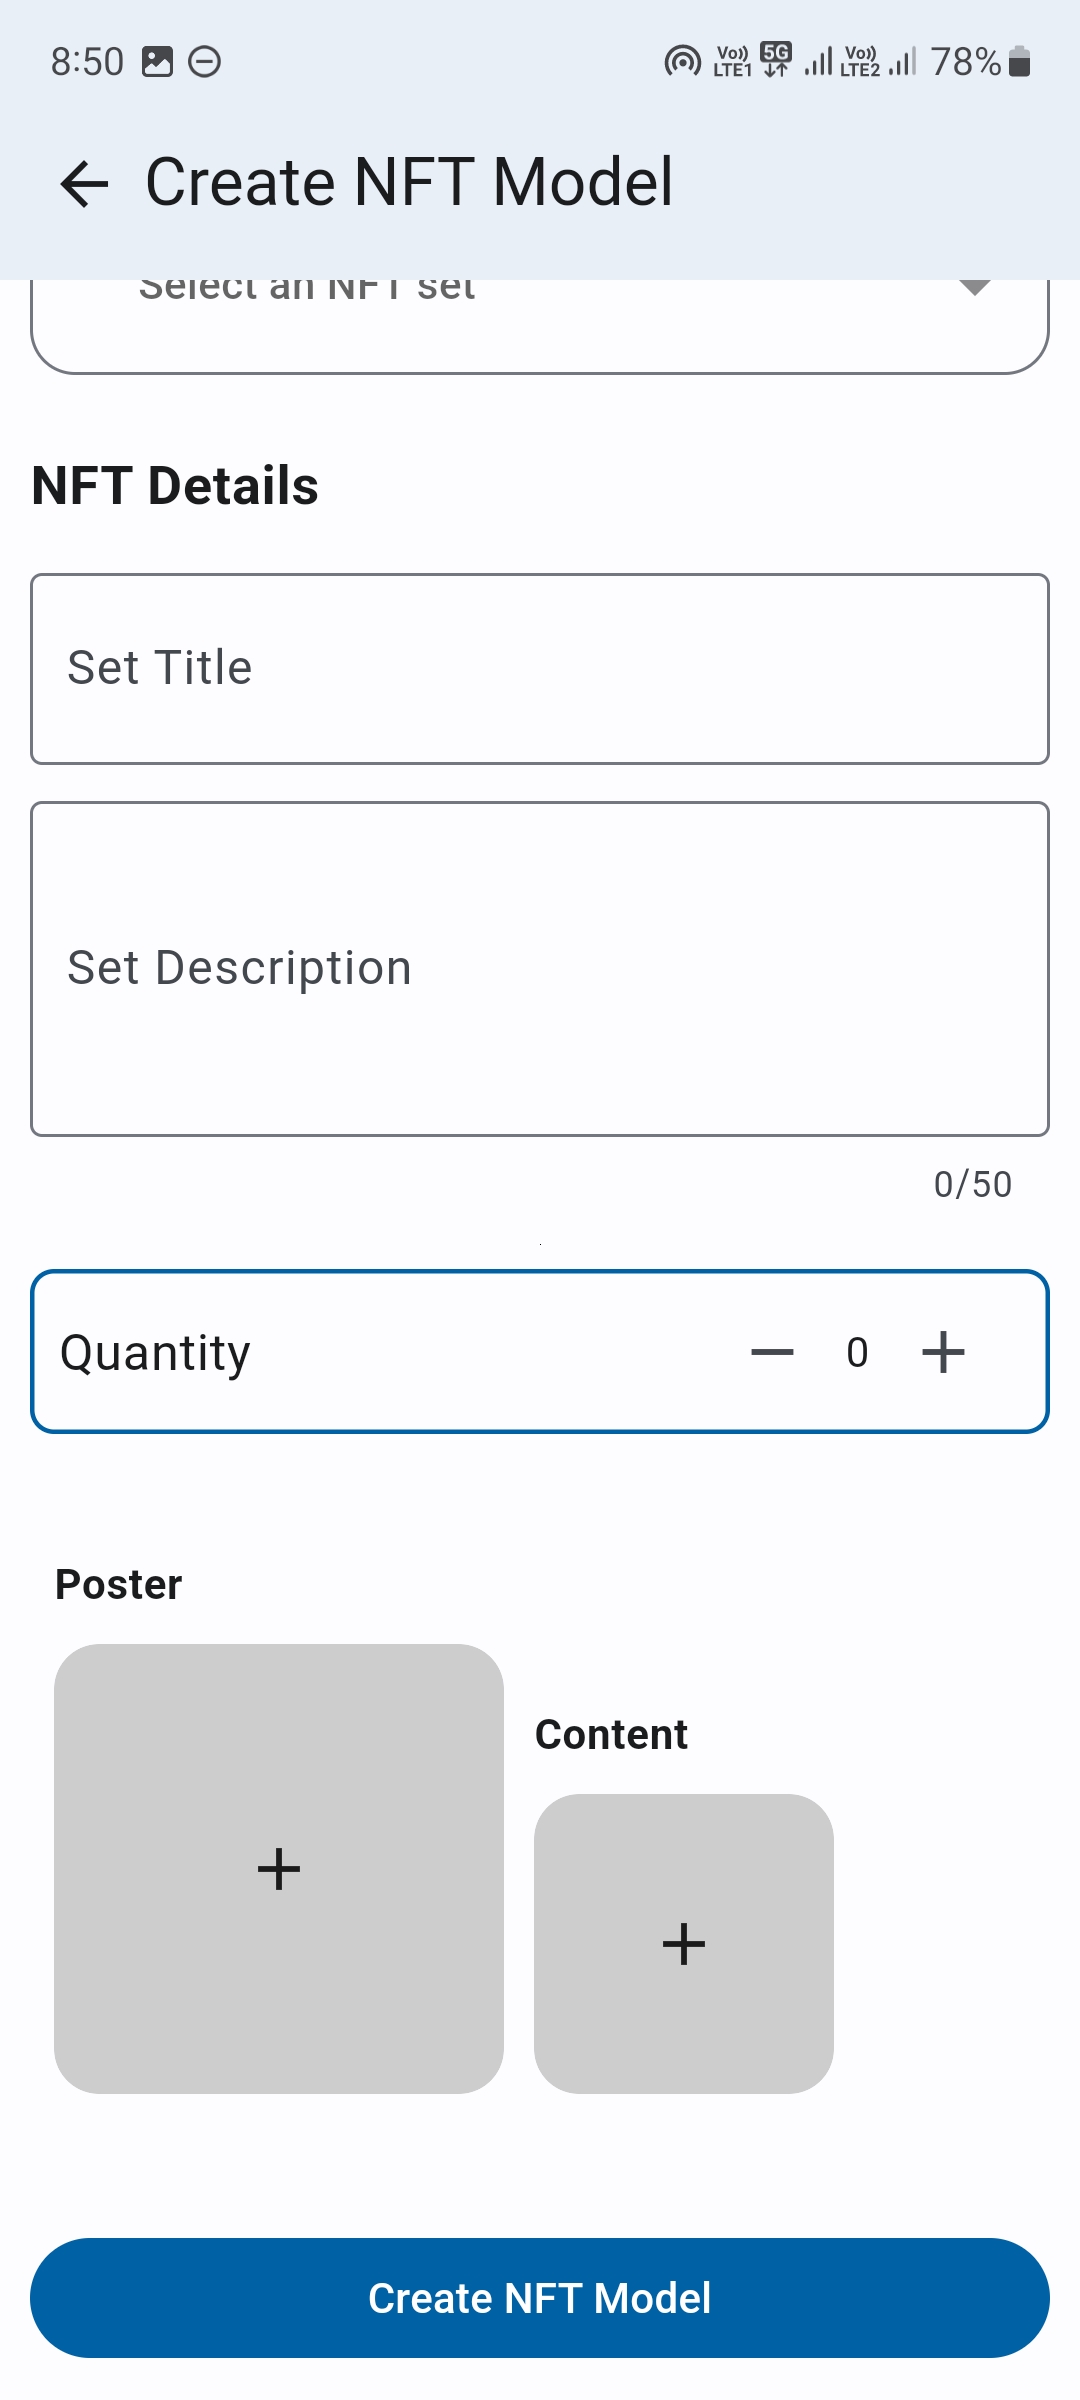 8:50
Vo)) LTE1 5G Vo)) LTE2 78%
Create NFT Model
Select an NFT set
NFT Details
Set Title
Set Description
0/50
Quantity
0
Poster
Content
Create NFT Model